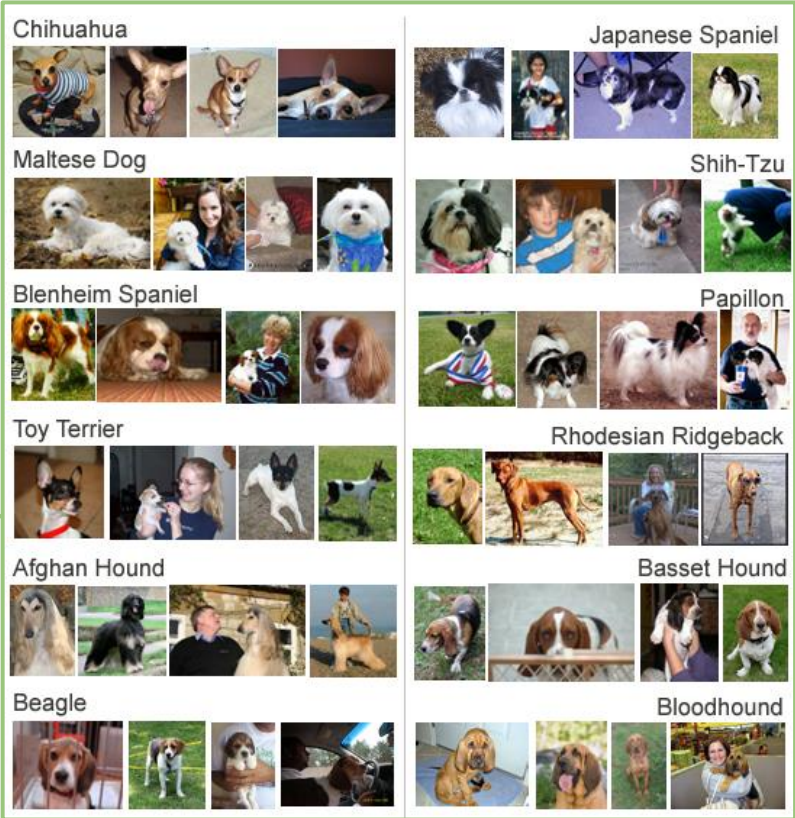 Chihuahua
Japanese Spaniel
Maltese Dog
Shih-Tzu
Blenheim Spaniel
Papillon
Toy Terrier
Rhodesian Ridgeback
Afghan Hound
Basset Hound
Beagle
Bloodhound